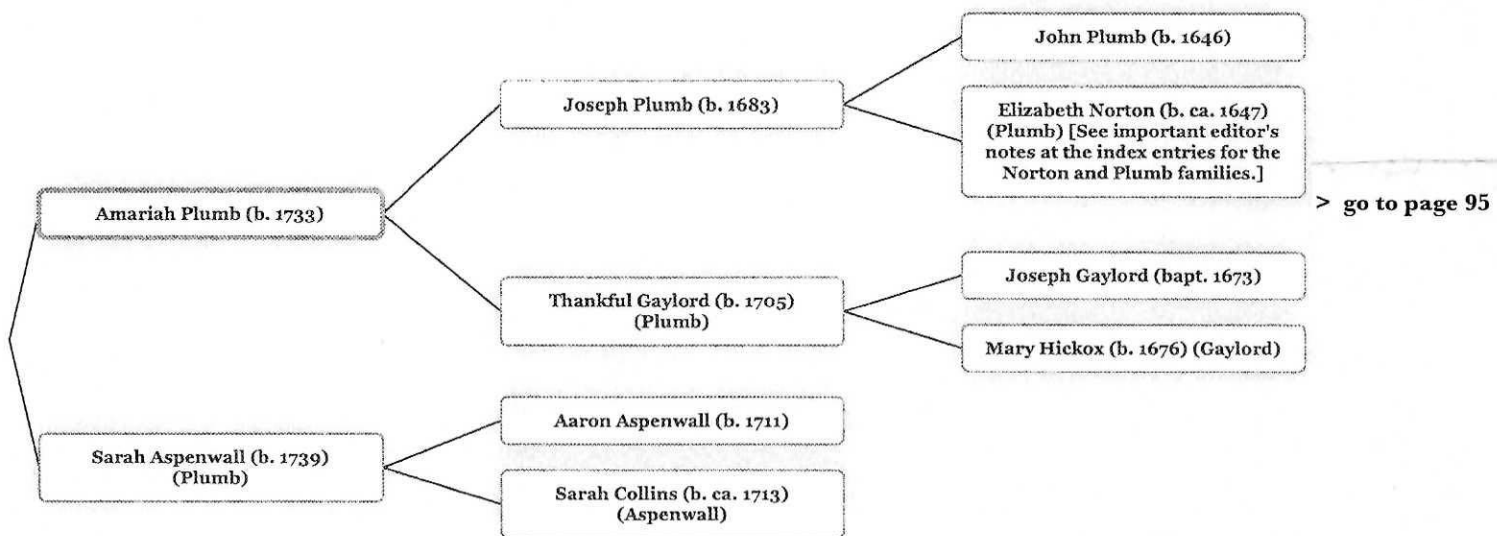 John Plumb (b. 1646)
Joseph Plumb (b. 1683)
Elizabeth Norton (b. ca. 1647)
(Plumb) [See important editor's
notes at the index entries for the
Norton and Plumb families.]
Amariah Plumb (b. 1733)
> go to page 95
Thankful Gaylord (b. 1705)
(Plumb)
Joseph Gaylord (bapt. 1673)
Mary Hickox (b. 1676) (Gaylord)
Sarah Aspenwall (b. 1739)
(Plumb)
Aaron Aspenwall (b. 1711)
Sarah Collins (b. ca. 1713)
(Aspenwall)